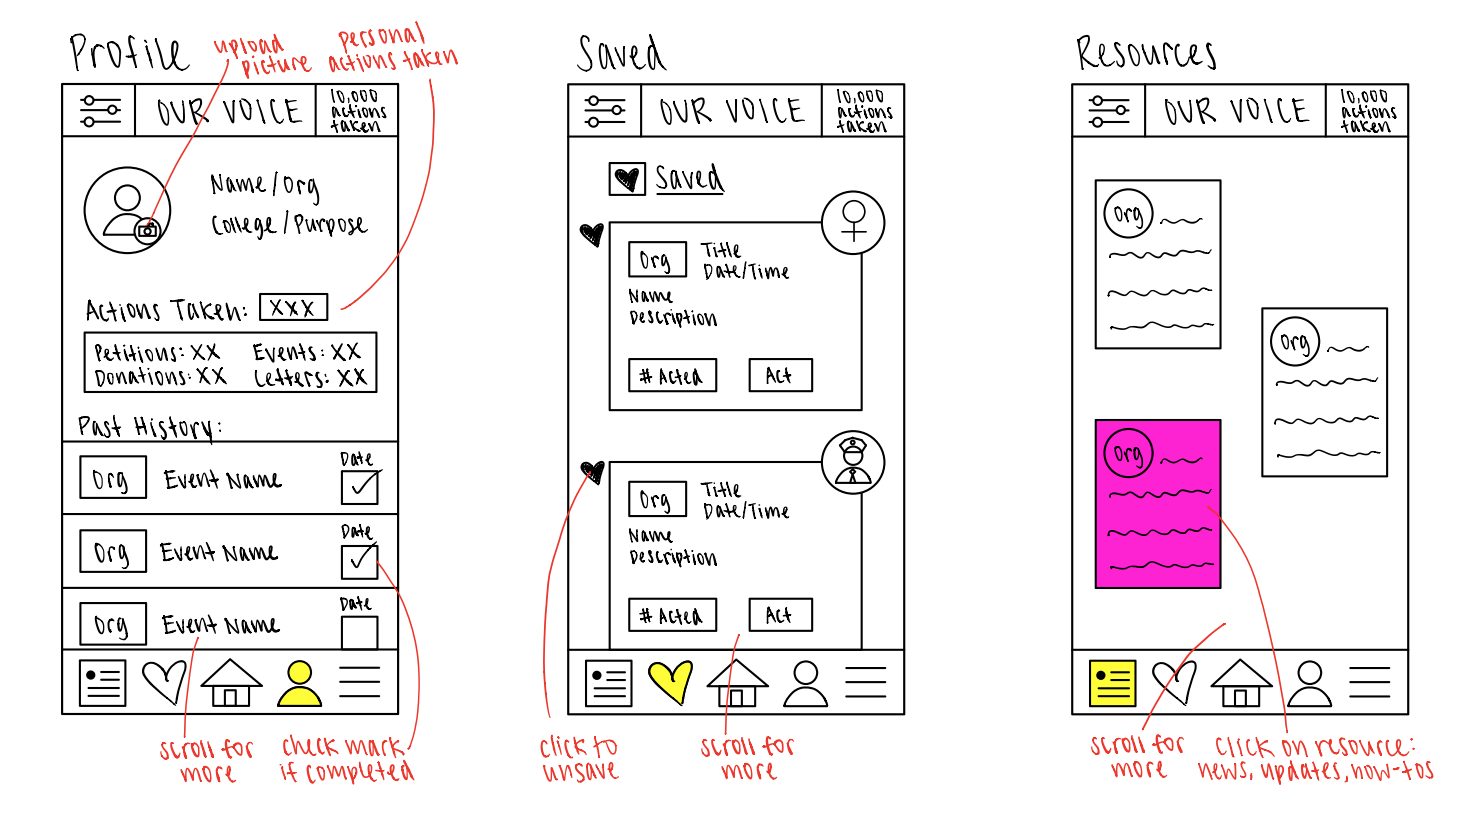 Profile
upload
picture
personal
actions taken
OUR VOICE
10,000
actions
taken
Name/Org
College/Purpose
Actions Taken: XXX
Petitions: XX Events: XX
Donations: XX Letters: XX
Past History:
Org Event Name Date
Org Event Name Date
Org Event Name Date
scroll for
more
check mark
if completed
Saved
OUR VOICE
10,000
actions
taken
Saved
Org
Title
Date/Time
Name
Description
# Acted Act
Org
Title
Date/Time
Name
Description
# Acted Act
click to
unsave
scroll for
more
Resources
OUR VOICE
10,000
actions
taken
Org
Org
Org
scroll for
more
click on resource:
news, updates, how-tos